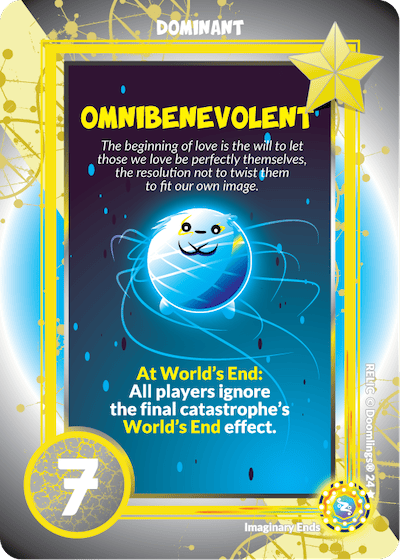 DOMINANT
OMNIBENEVOLENT
The beginning of love is the will to let
those we love be perfectly themselves,
the resolution not to twist them
to fit our own image.
At World's End:
All players ignore
the final catastrophe's
World's End effect.
RELIC © Doomlings® 24 ★
7
Imaginary Ends